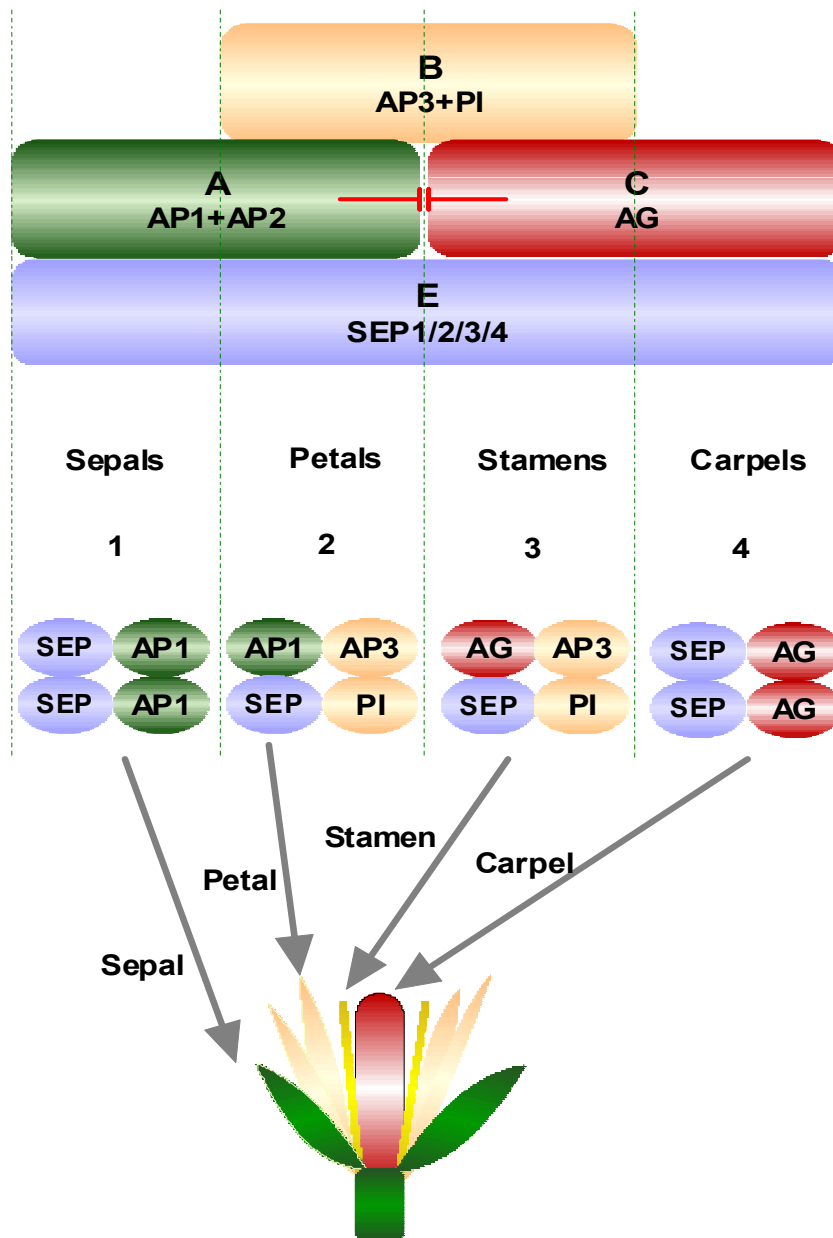 B
AP3+PI
A
AP1+AP2
C
AG
E
SEP1/2/3/4
Sepals Petals Stamens Carpels
1 2 3 4
SEP AP1 AP1 AP3 AG AP3 SEP AG
SEP AP1 SEP PI SEP PI SEP AG
Stamen
Carpel
Petal
Sepal